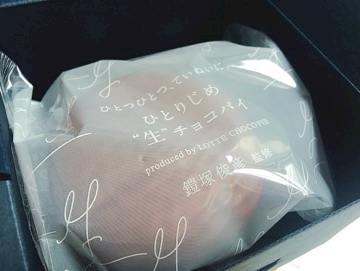 ひとつひとつ、ていねいに。
ひとりじめ
“生”チョコパイ
produced by LOTTE CHOCOPIE
鎧塚俊彦 監修